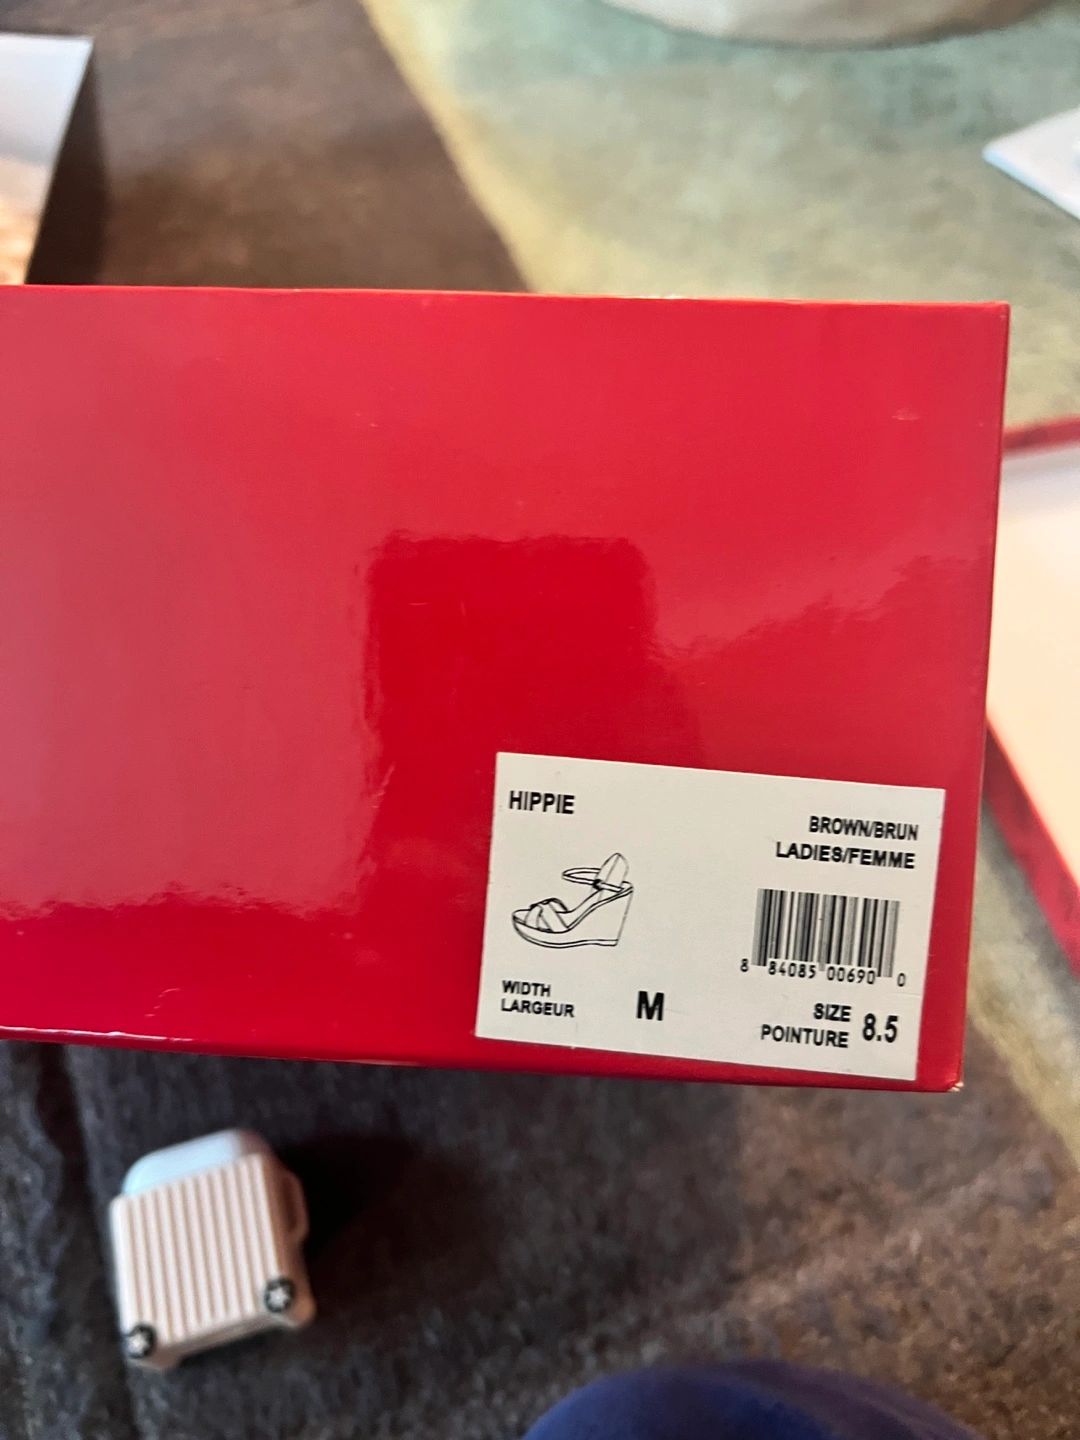 HIPPIE
BROWN/BRUN
LADIES/FEMME
8 84085 00690 0
WIDTH
LARGEUR
M
SIZE
POINTURE
8.5